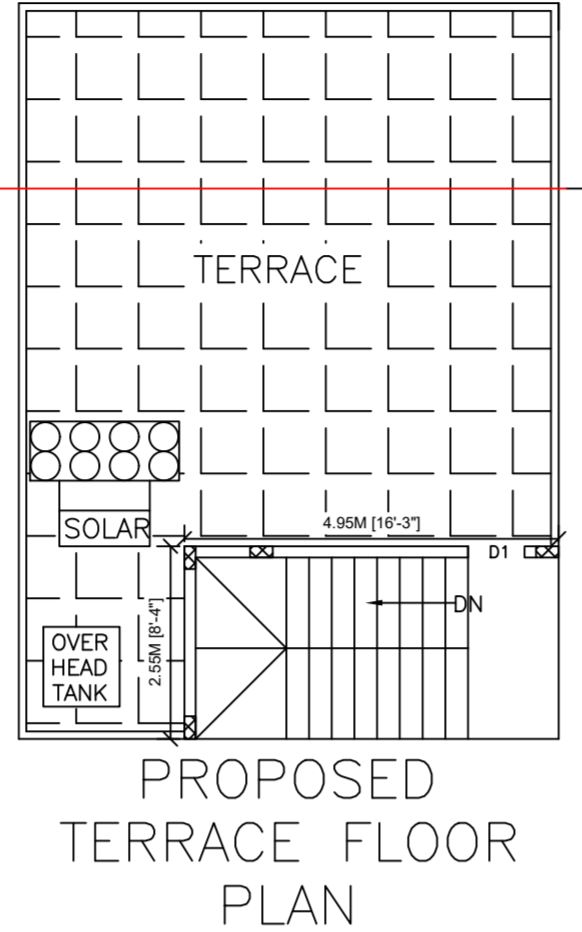 TERRACE
4.95M [16'-3"]
SOLAR
D1
DN
2.55M [8'-4"]
OVER
HEAD
TANK
PROPOSED
TERRACE FLOOR
PLAN